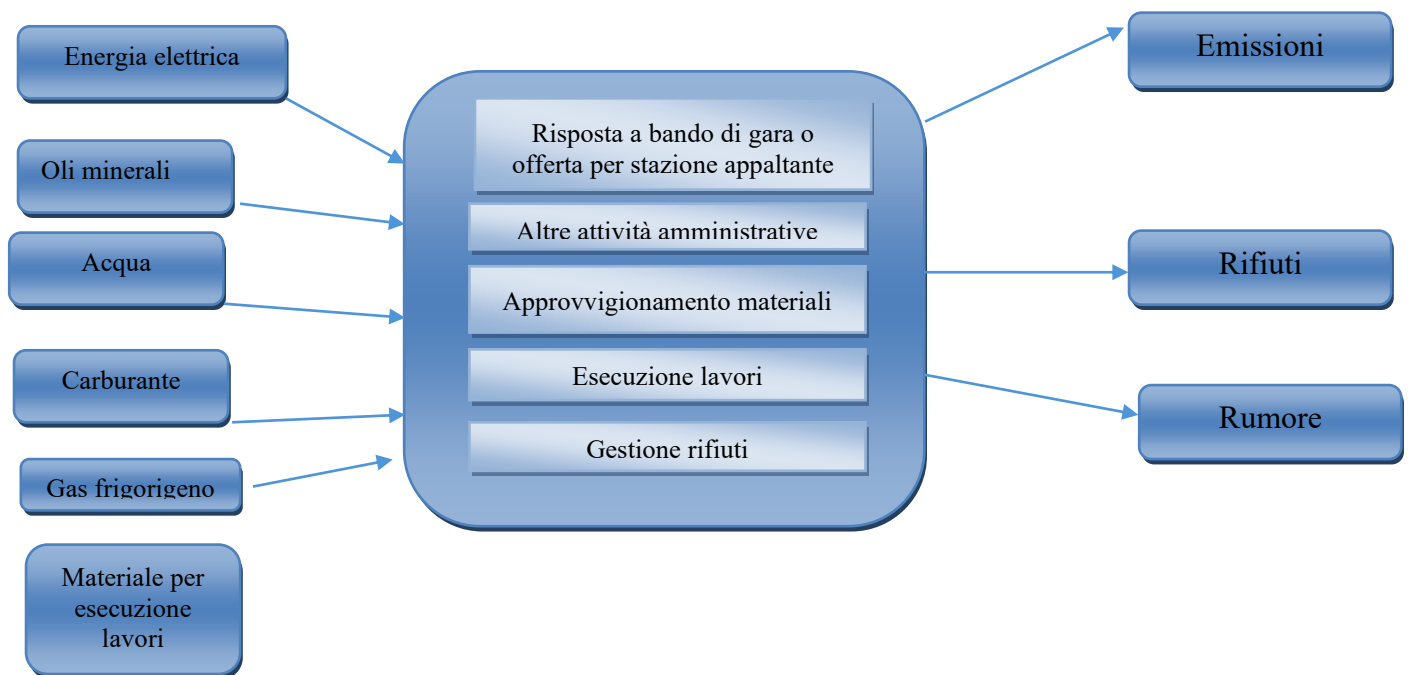 Energia elettrica
Oli minerali
Acqua
Carburante
Gas frigorigeno
Materiale per
esecuzione
lavori
Risposta a bando di gara o
offerta per stazione appaltante
Altre attività amministrative
Approvvigionamento materiali
Esecuzione lavori
Gestione rifiuti
Emissioni
Rifiuti
Rumore